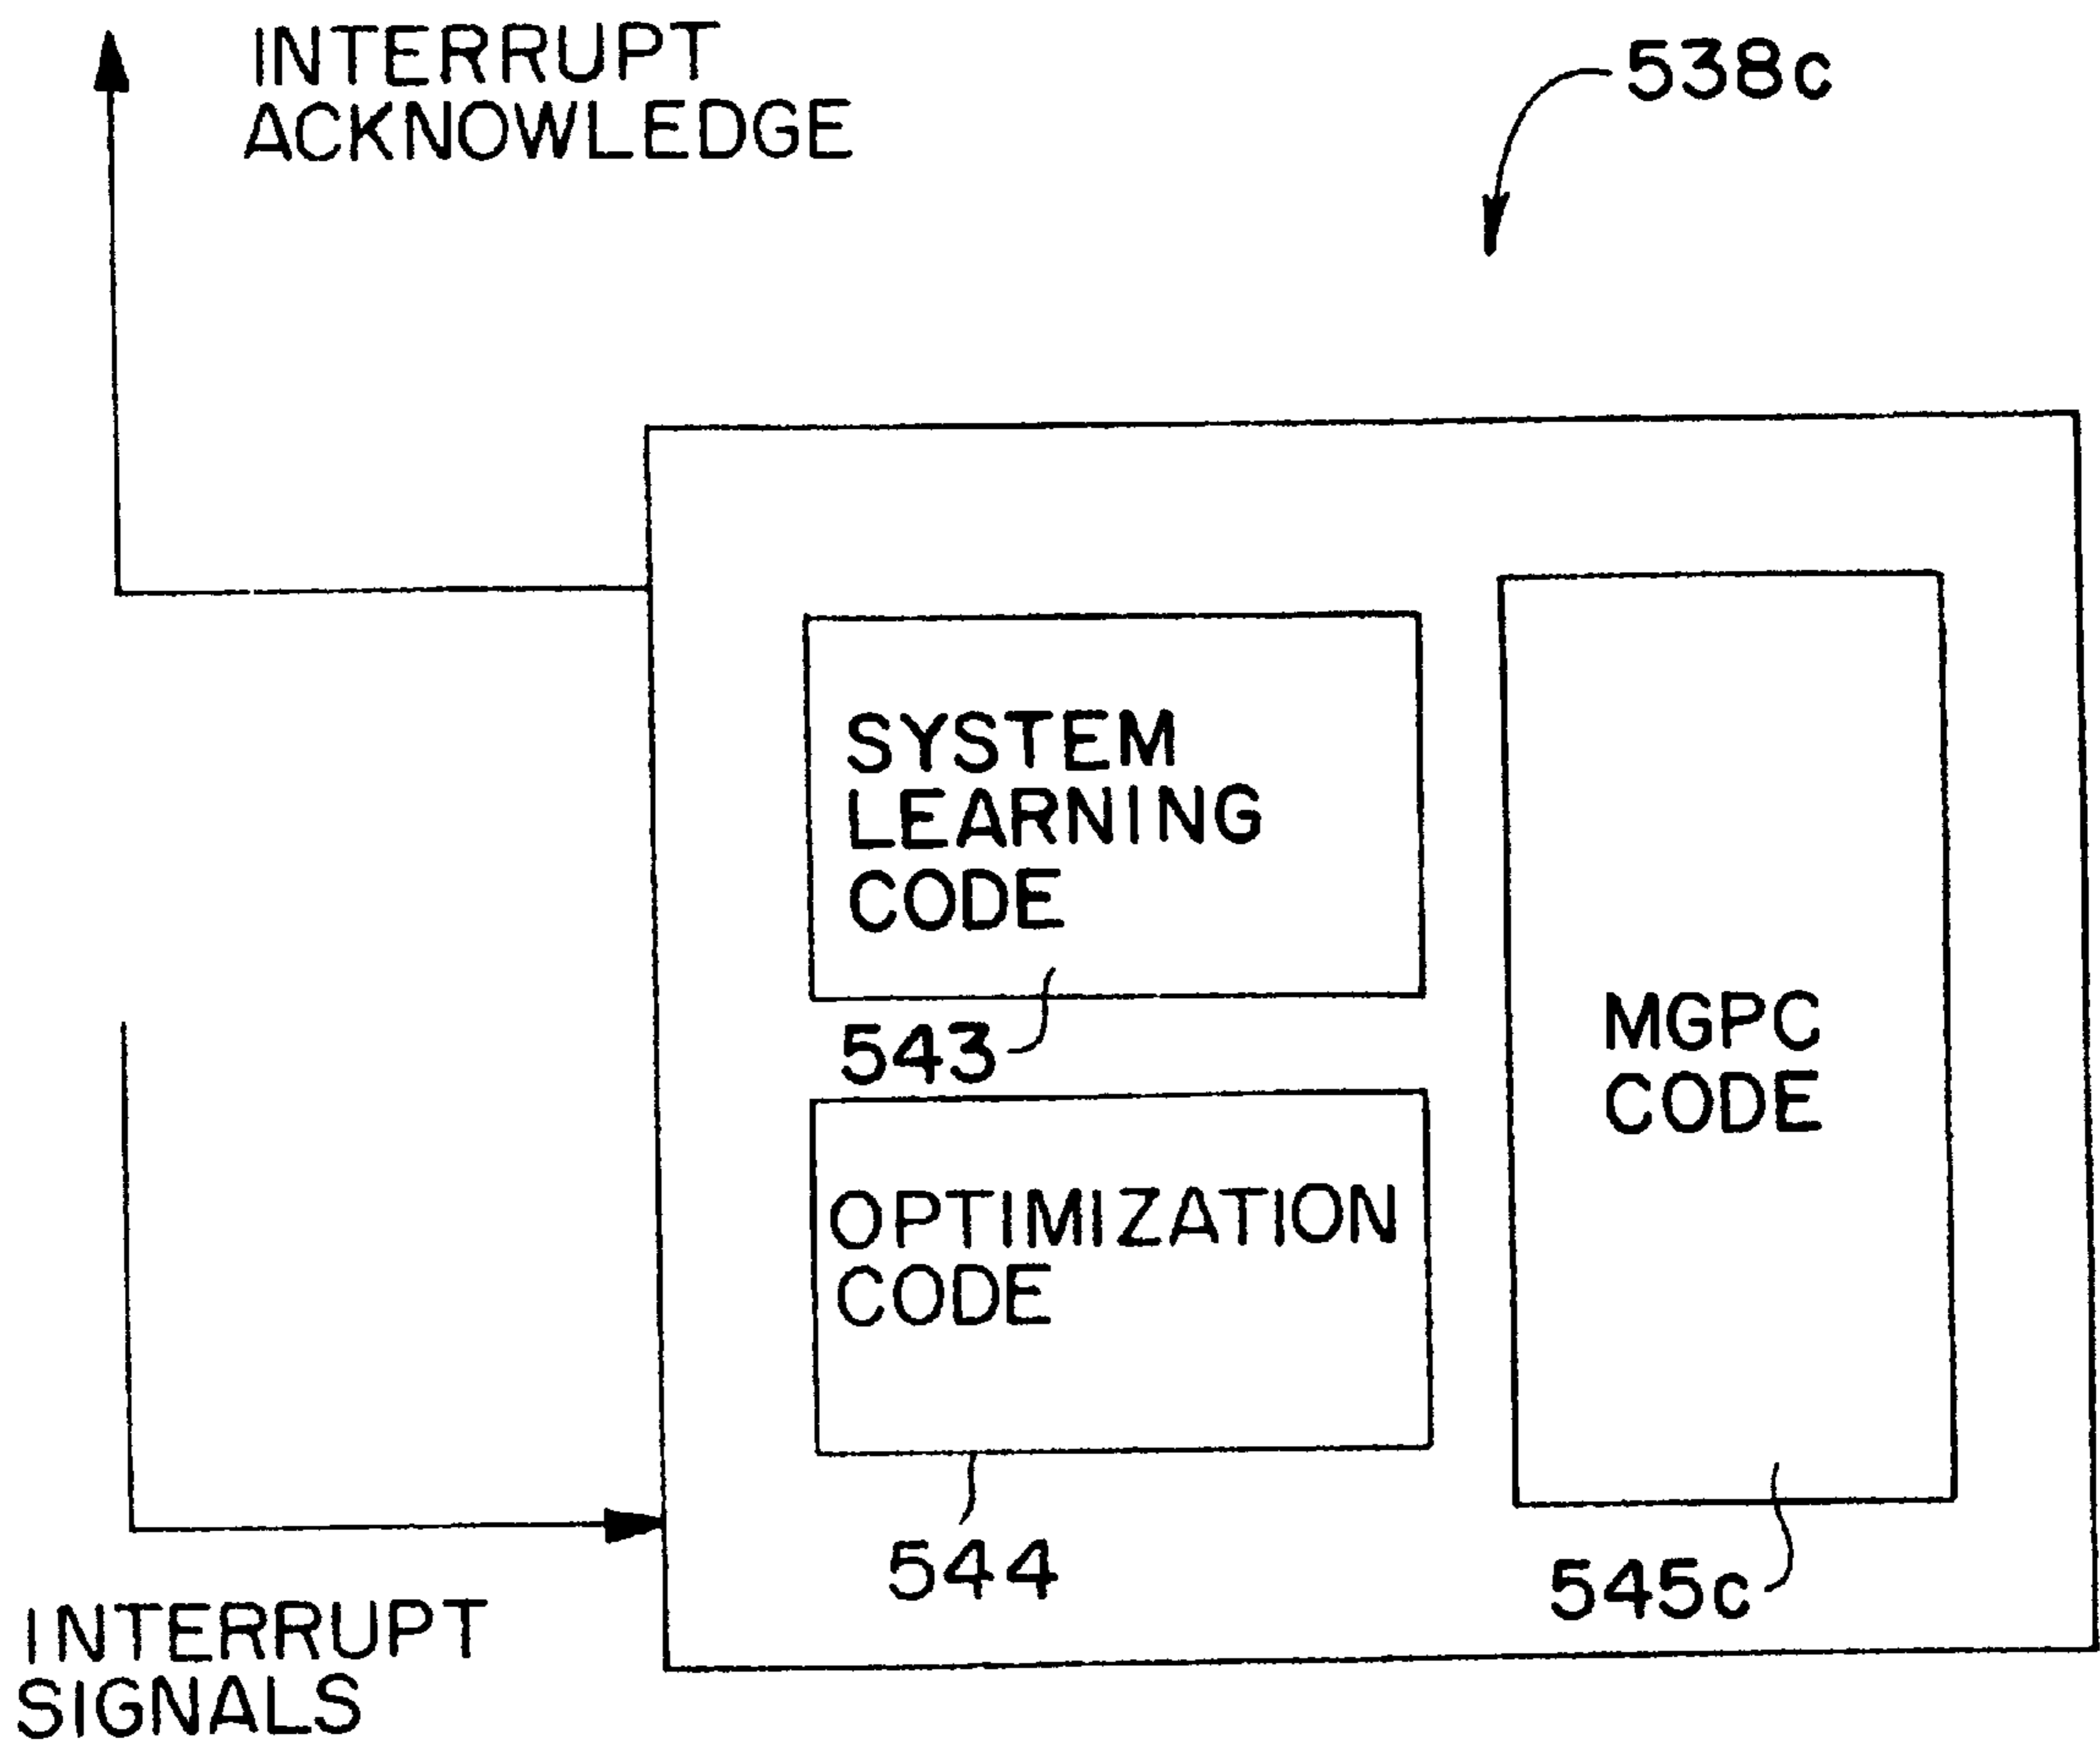 INTERRUPT
ACKNOWLEDGE
538c
SYSTEM
LEARNING
CODE
543
MGPC
CODE
OPTIMIZATION
CODE
544
545c
INTERRUPT
SIGNALS